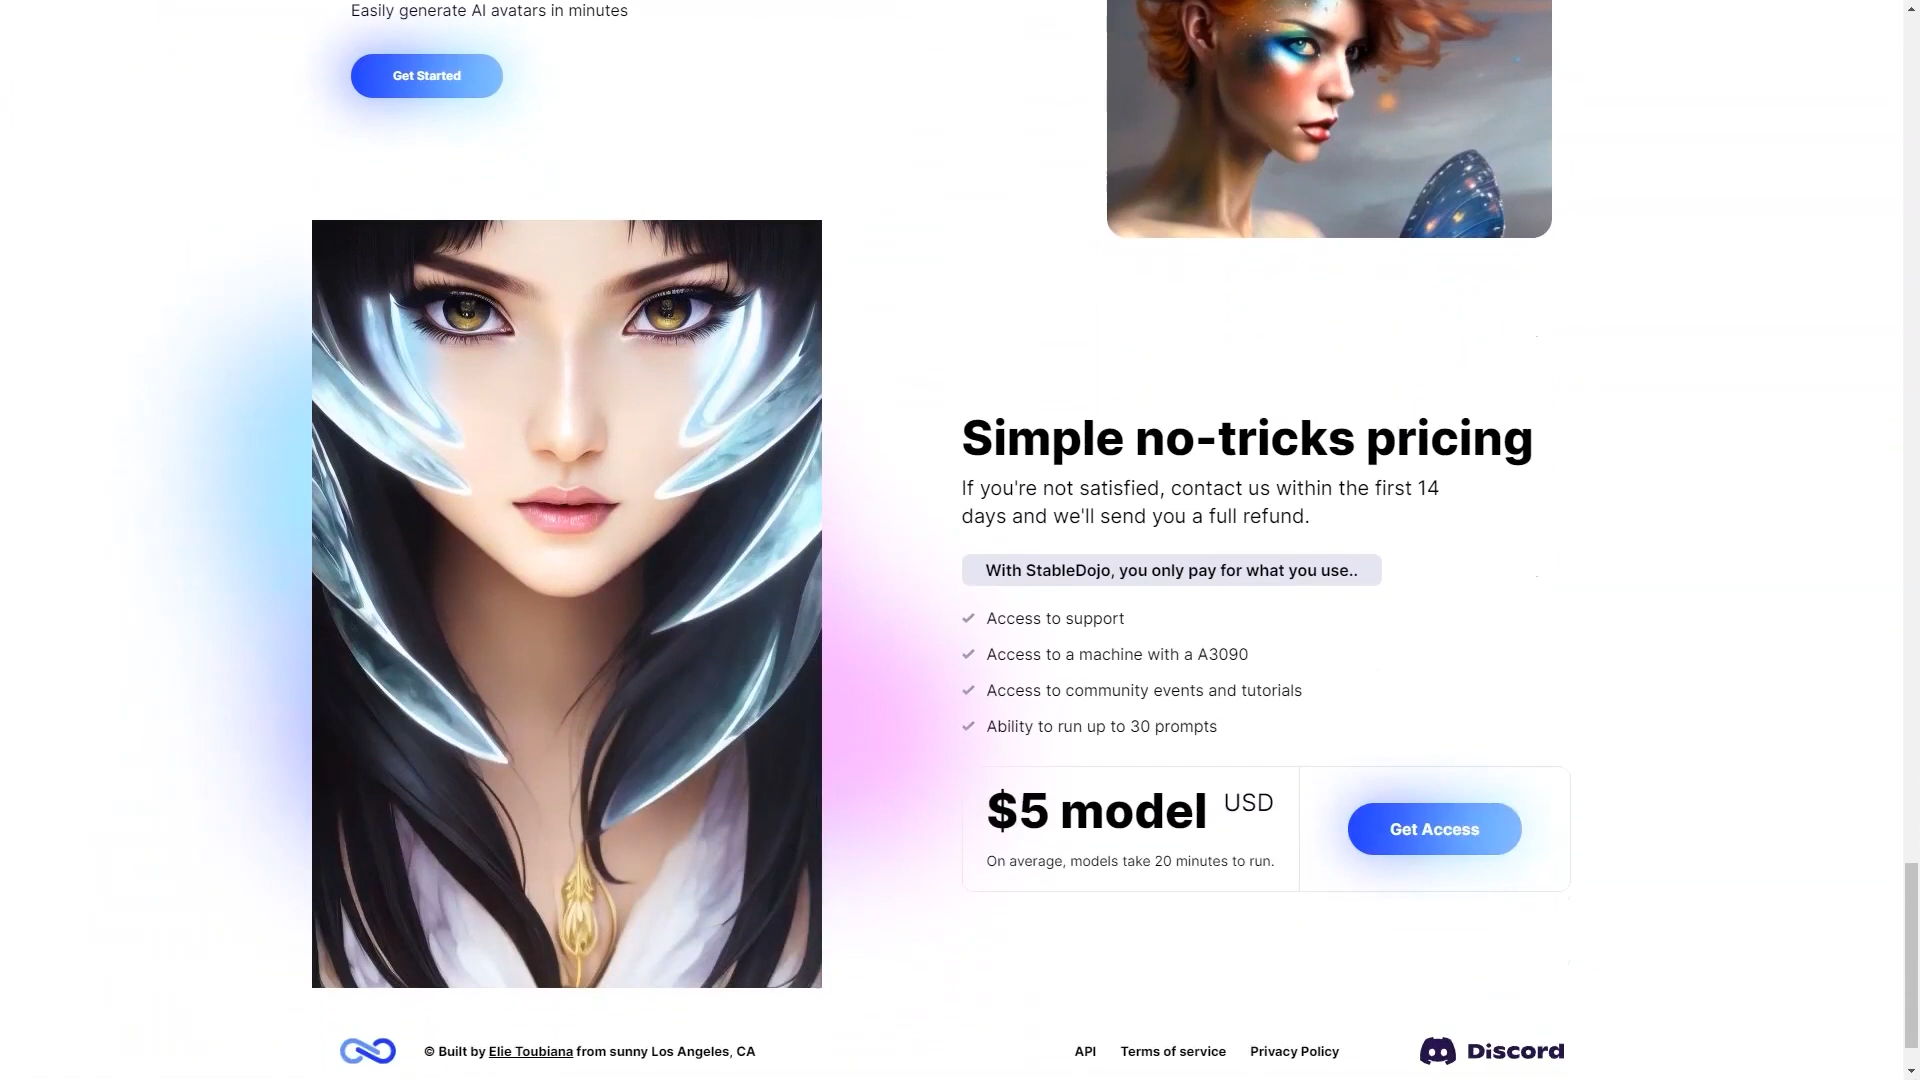 Easily generate AI avatars in minutes
Get Started
Simple no-tricks pricing
If you're not satisfied, contact us within the first 14
days and we'll send you a full refund.
With StableDojo, you only pay for what you use..
Access to support
Access to a machine with a A3090
Access to community events and tutorials
Ability to run up to 30 prompts
$5 model USD
On average, models take 20 minutes to run.
Get Access
© Built by Elie Toubiana from sunny Los Angeles, CA
API
Terms of service
Privacy Policy
Discord